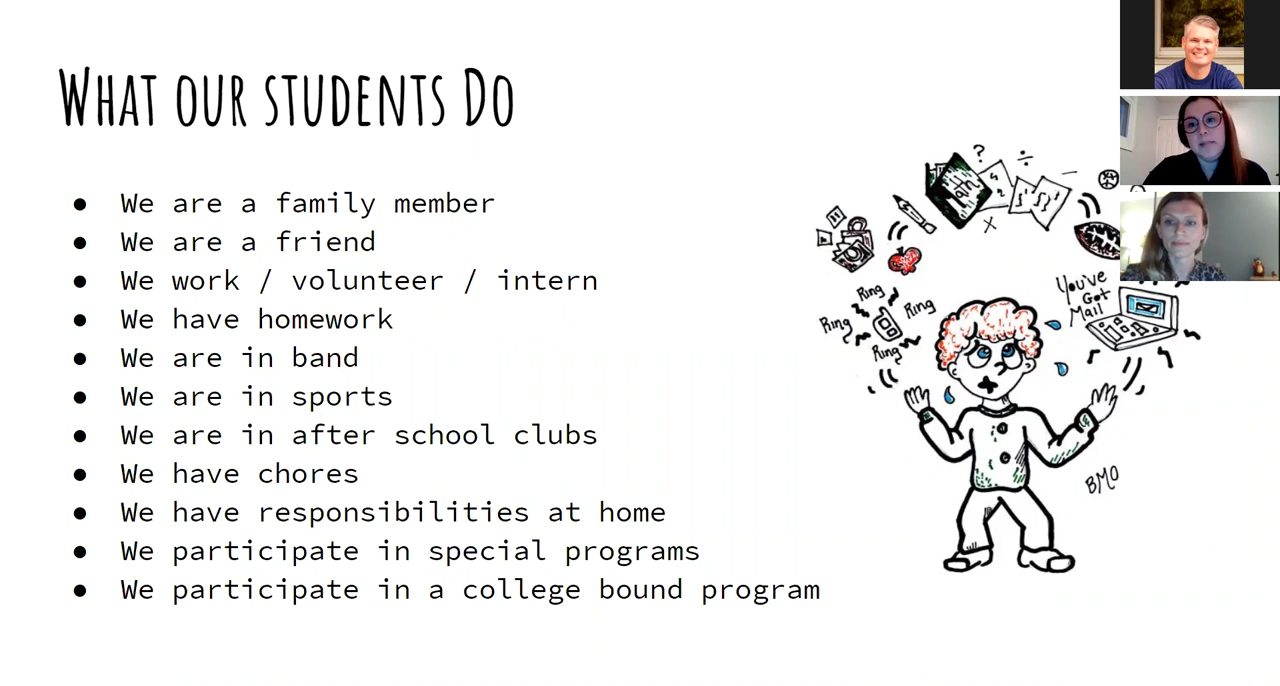 What our students Do
● We are a family member
● We are a friend
● We work / volunteer / intern
● We have homework
● We are in band
● We are in sports
● We are in after school clubs
● We have chores
● We have responsibilities at home
● We participate in special programs
● We participate in a college bound program
?
÷
Math
x
Ring
Ring
Ring
Ring
You've
Got
Mail
BMO